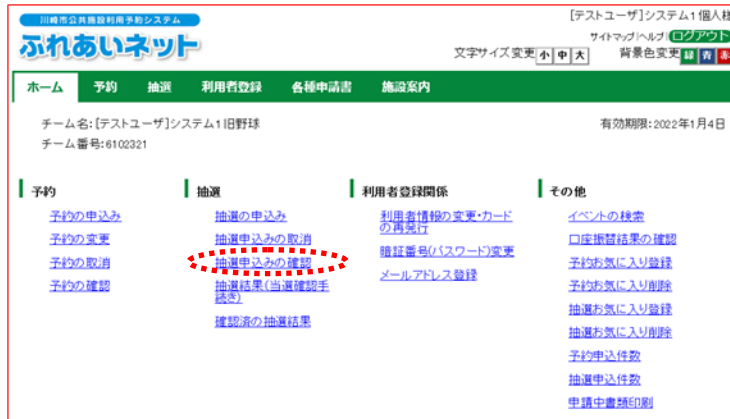 川崎市公共施設利用予約システム
[テストユーザ]システム1個人様
ふれあいネット
サイトマップ|ヘルプ|ログアウト
文字サイズ変更 小 中 大 背景色変更 緑 青 赤
ホーム 予約 抽選 利用者登録 各種申請書 施設案内
チーム名:[テストユーザ]システム1旧野球 有効期限:2022年1月4日
チーム番号:6102321
予約
予約の申込み
予約の変更
予約の取消
予約の確認
抽選
抽選の申込み
抽選申込みの取消
抽選申込みの確認
抽選結果(当選確認手
続き)
確認済の抽選結果
利用者登録関係
利用者情報の変更・カード
の再発行
暗証番号(パスワード)変更
メールアドレス登録
その他
イベントの検索
口座振替結果の確認
予約お気に入り登録
予約お気に入り削除
抽選お気に入り登録
抽選お気に入り削除
予約申込件数
抽選申込件数
申請中書類印刷